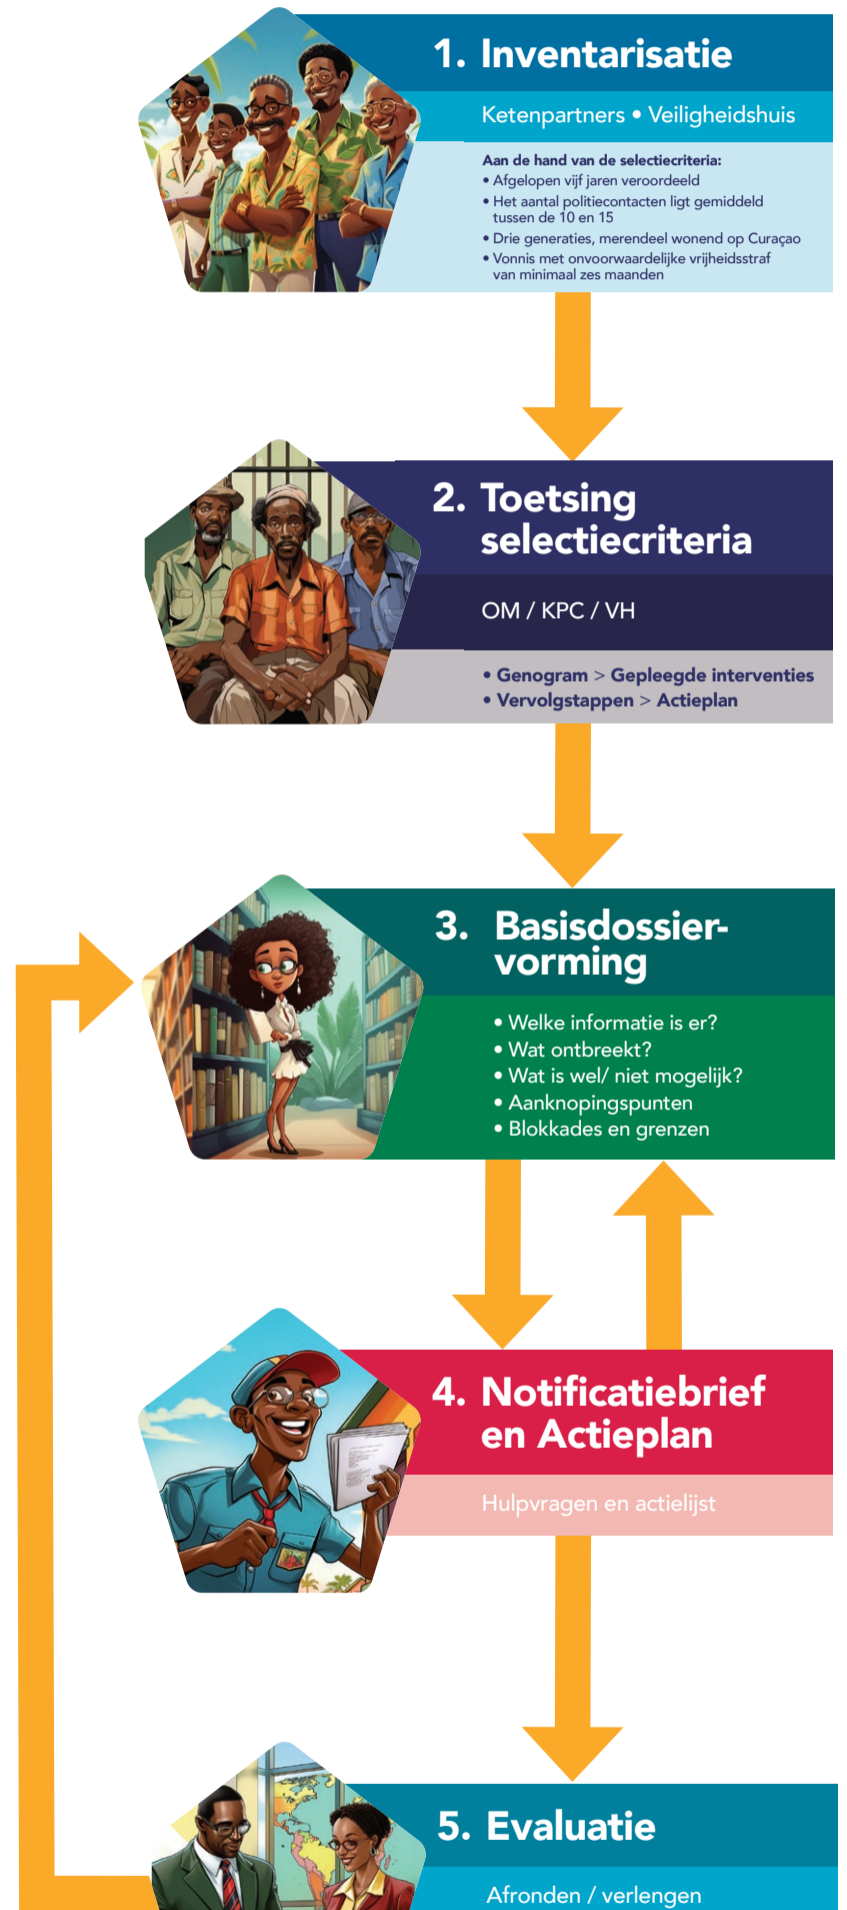 1. Inventarisatie
Ketenpartners • Veiligheidshuis
Aan de hand van de selectiecriteria:
• Afgelopen vijf jaren veroordeeld
• Het aantal politiecontacten ligt gemiddeld
tussen de 10 en 15
• Drie generaties, merendeel wonend op Curaçao
• Vonnis met onvoorwaardelijke vrijheidsstraf
van minimaal zes maanden
2. Toetsing
selectiecriteria
OM / KPC / VH
• Genogram > Gepleegde interventies
• Vervolgstappen > Actieplan
3. Basisdossier-
vorming
• Welke informatie is er?
• Wat ontbreekt?
• Wat is wel/ niet mogelijk?
• Aanknopingspunten
• Blokkades en grenzen
4. Notificatiebrief
en Actieplan
Hulpvragen en actielijst
5. Evaluatie
Afronden / verlengen